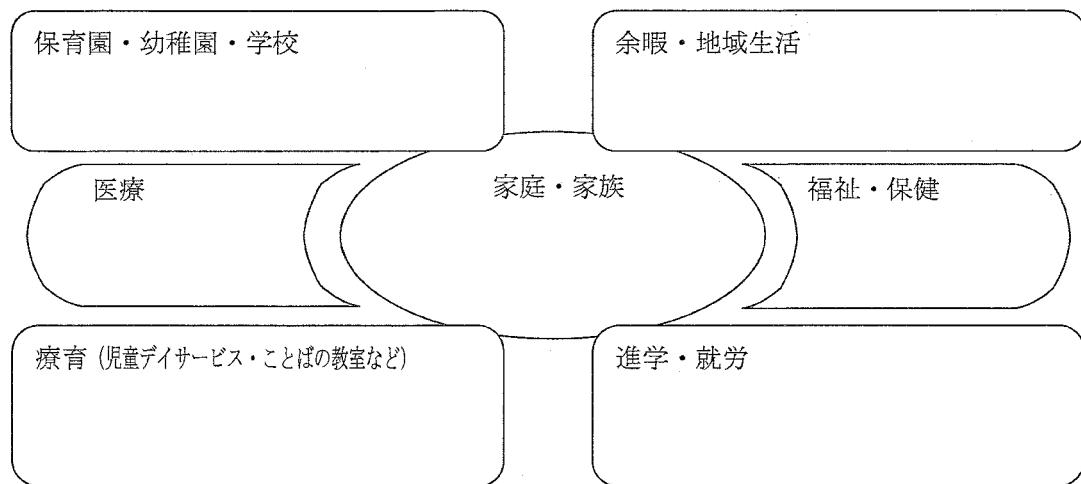 保育園・幼稚園・学校
余暇・地域生活
医療
家庭・家族
福祉・保健
療育（児童デイサービス・ことばの教室など）
進学・就労